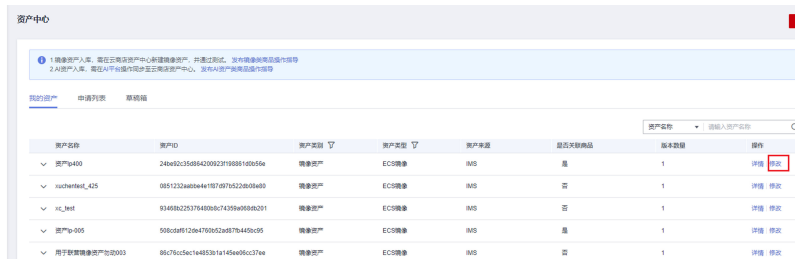 资产中心
1.镜像资产入库，需在云商店资产中心新建镜像资产，并通过测试。 发布镜像类商品操作指导
2.AI资产入库，需在AI平台操作同步至云商店资产中心。 发布AI资产类商品操作指导
我的资产 申请列表 草稿箱
资产名称 请输入资产名称
资产名称 资产ID 资产类别 资产类型 资产来源 是否关联商品 版本数量 操作
资产lp400 24be92c35d864200923f198861d0b56e 镜像资产 ECS镜像 IMS 是 1 详情 修改
xuchentest_425 0851232aabbe4e1f87d97b522db08e80 镜像资产 ECS镜像 IMS 否 1 详情 修改
xc_test 93468b225376480b8c74359a068db201 镜像资产 ECS镜像 IMS 否 1 详情 修改
资产lp-005 508cdaf612de4760b52ad87fb445bc95 镜像资产 ECS镜像 IMS 是 1 详情 修改
用于联营镜像资产勿动003 86c76cc5ec1e4853b1a145ee06cc37ee 镜像资产 ECS镜像 IMS 否 1 详情 修改